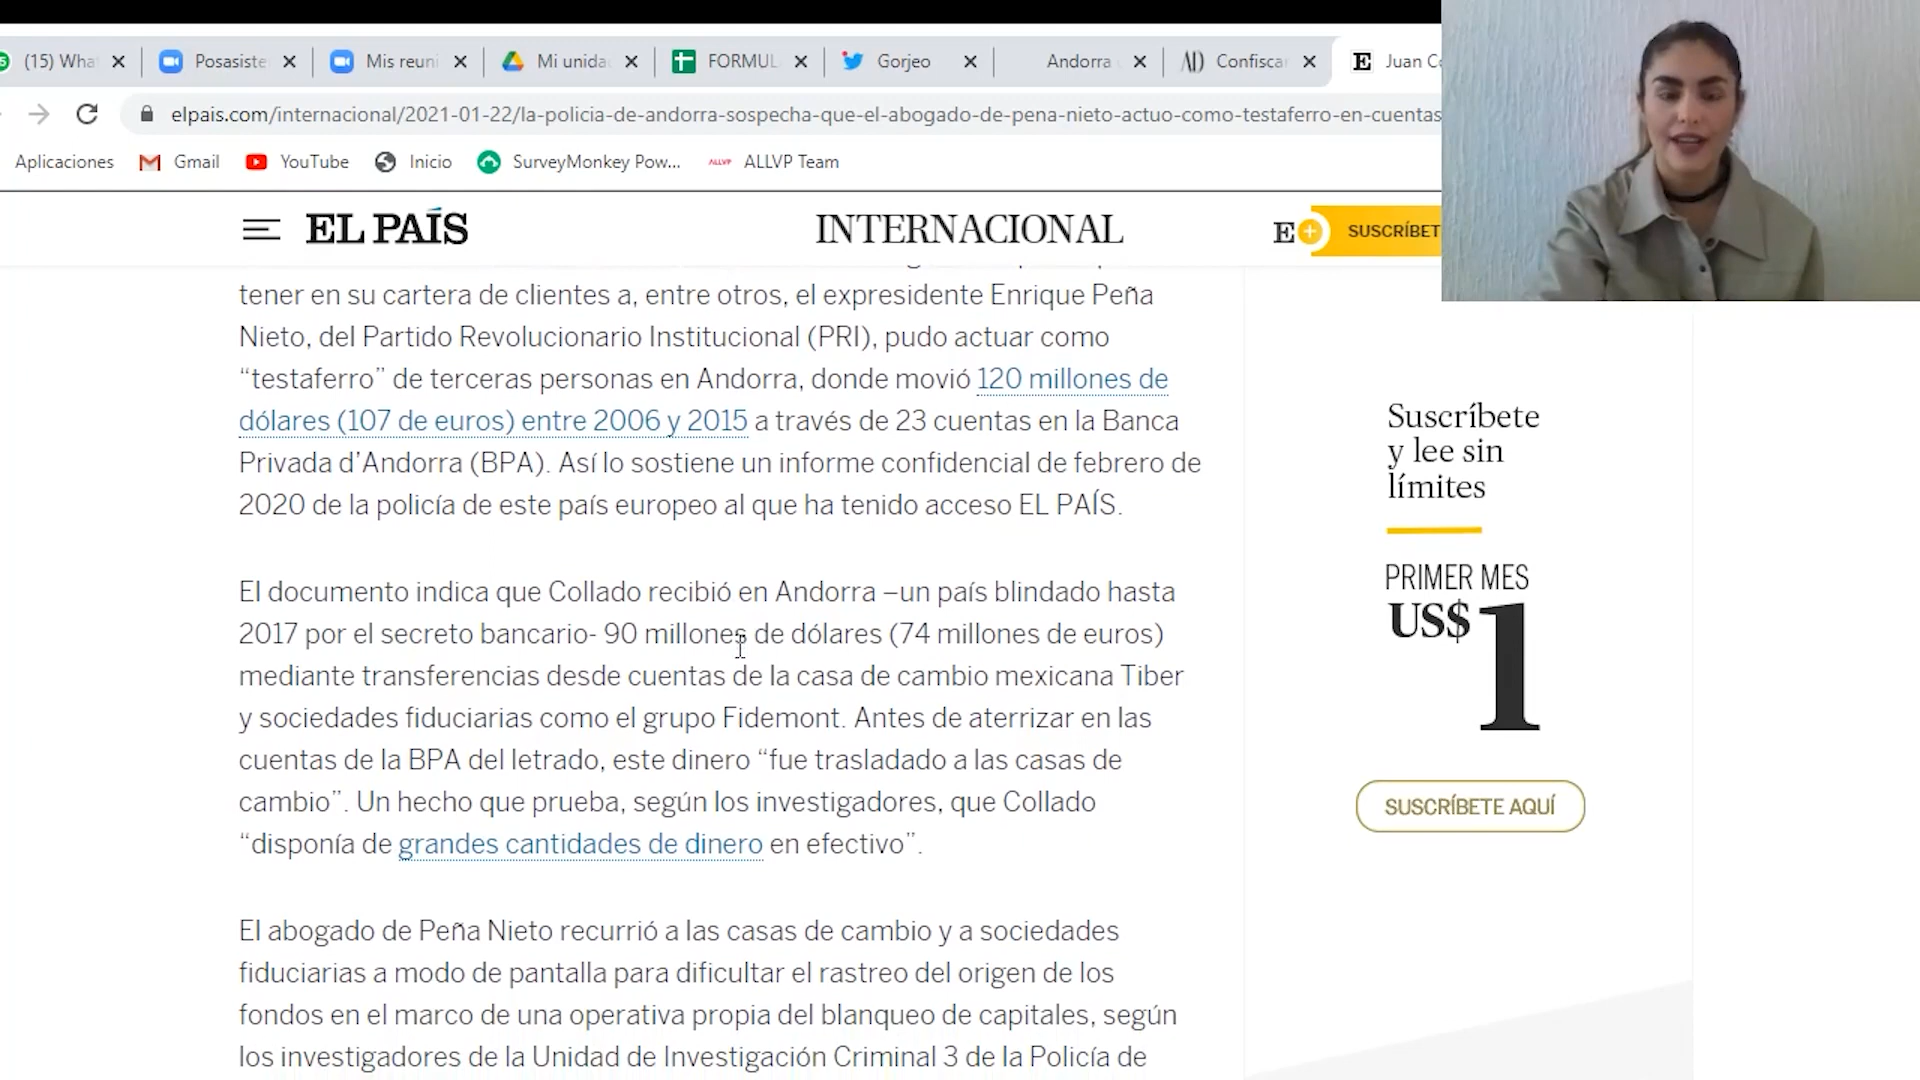 (15) Wha
Posasiste
Mis reuni
Mi unida
FORMUL
Gorjeo
Andorra
Confisca
Juan Co
elpais.com/internacional/2021-01-22/la-policia-de-andorra-sospecha-que-el-abogado-de-pena-nieto-actuo-como-testaferro-en-cuentas
Aplicaciones
Gmail
YouTube
Inicio
SurveyMonkey Pow...
ALLVP
ALLVP Team
EL PAÍS
INTERNACIONAL
E+
SUSCRÍBET
tener en su cartera de clientes a, entre otros, el expresidente Enrique Peña
Nieto, del Partido Revolucionario Institucional (PRI), pudo actuar como
“testaferro” de terceras personas en Andorra, donde movió 120 millones de
dólares (107 de euros) entre 2006 y 2015 a través de 23 cuentas en la Banca
Privada d’Andorra (BPA). Así lo sostiene un informe confidencial de febrero de
2020 de la policía de este país europeo al que ha tenido acceso EL PAÍS.
El documento indica que Collado recibió en Andorra –un país blindado hasta
2017 por el secreto bancario- 90 millones de dólares (74 millones de euros)
mediante transferencias desde cuentas de la casa de cambio mexicana Tiber
y sociedades fiduciarias como el grupo Fidemont. Antes de aterrizar en las
cuentas de la BPA del letrado, este dinero “fue trasladado a las casas de
cambio”. Un hecho que prueba, según los investigadores, que Collado
“disponía de grandes cantidades de dinero en efectivo”.
El abogado de Peña Nieto recurrió a las casas de cambio y a sociedades
fiduciarias a modo de pantalla para dificultar el rastreo del origen de los
fondos en el marco de una operativa propia del blanqueo de capitales, según
los investigadores de la Unidad de Investigación Criminal 3 de la Policía de
Suscríbete
y lee sin
límites
PRIMER MES
US$ 1
SUSCRÍBETE AQUÍ